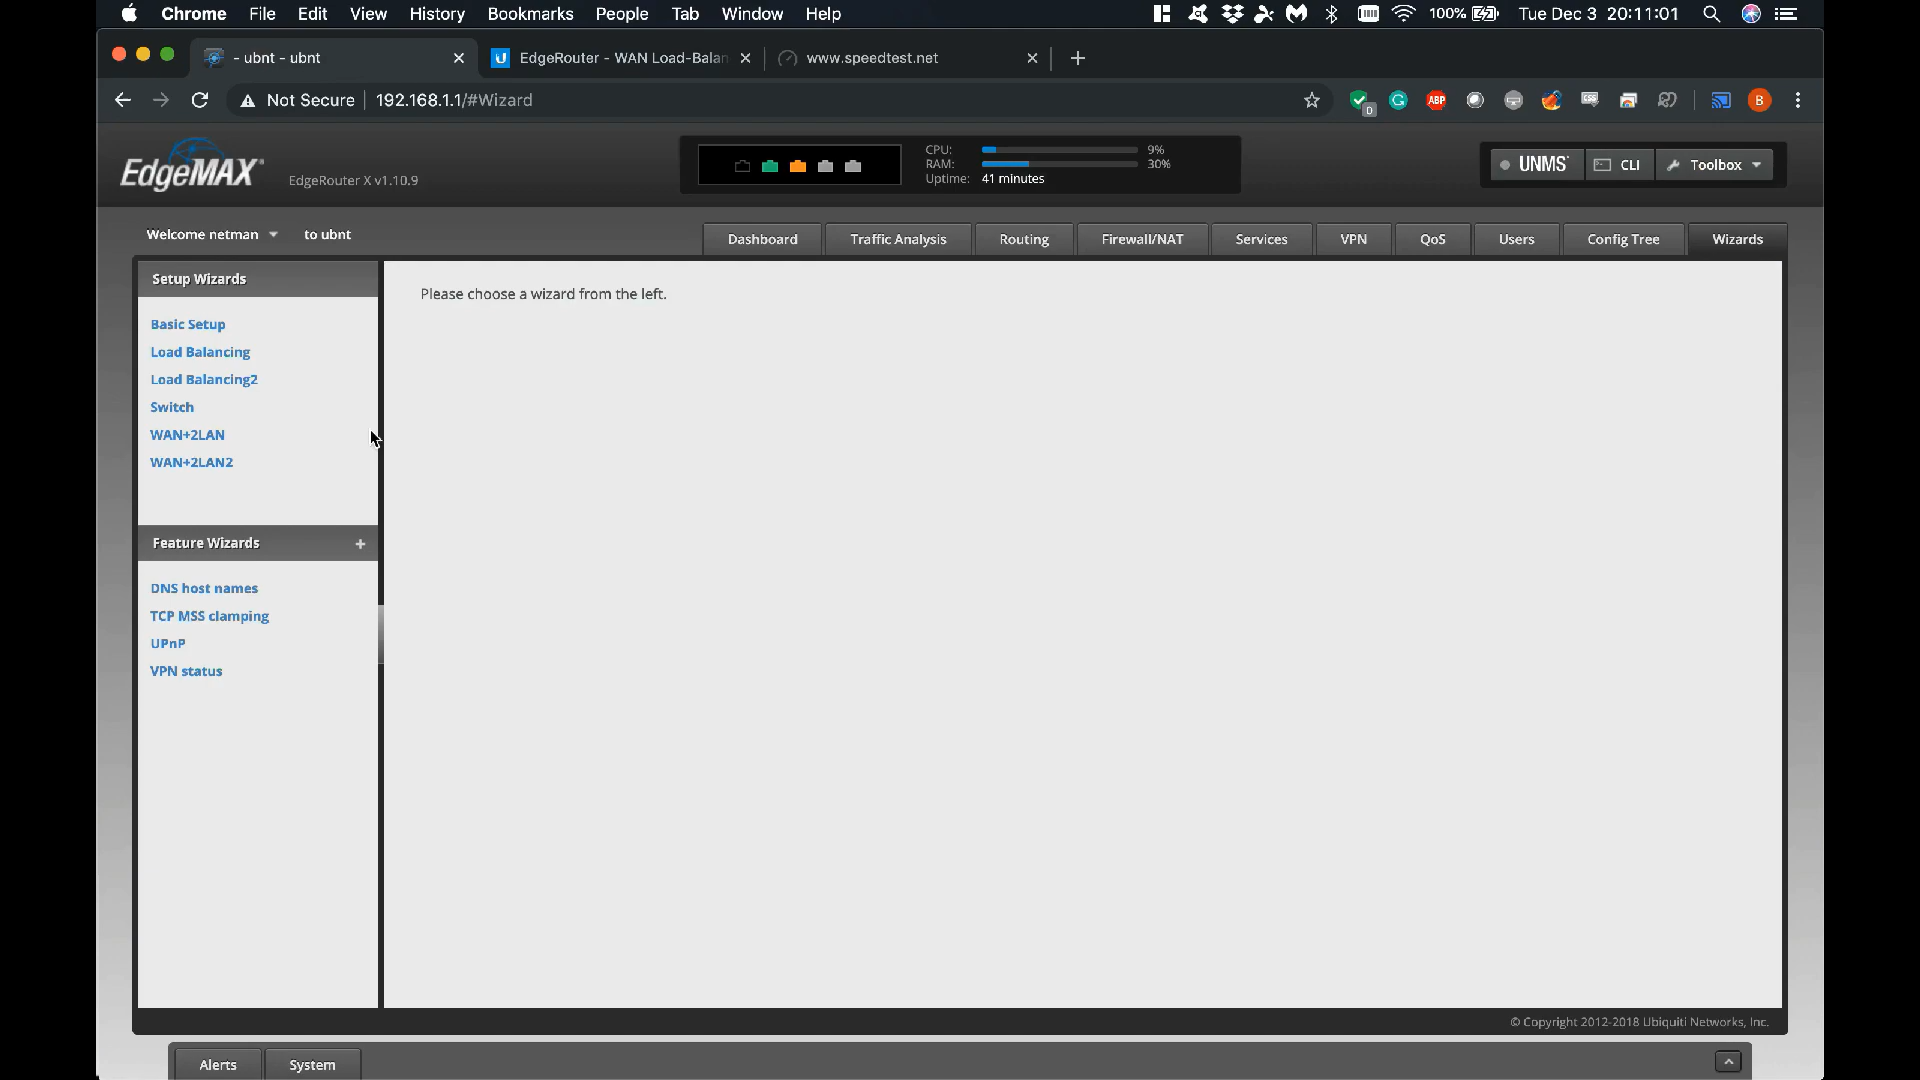 Chrome File Edit View History Bookmarks People Tab Window Help 100% Tue Dec 3 20:11:01
- ubnt - ubnt EdgeRouter - WAN Load-Balan www.speedtest.net
Not Secure 192.168.1.1/#Wizard 0 ABP CSS B
EdgeMAX EdgeRouter X v1.10.9
CPU: 9%
RAM: 30%
Uptime: 41 minutes
UNMS CLI Toolbox
Welcome netman to ubnt
Dashboard Traffic Analysis Routing Firewall/NAT Services VPN QoS Users Config Tree Wizards
Setup Wizards
Basic Setup
Load Balancing
Load Balancing2
Switch
WAN+2LAN
WAN+2LAN2
Feature Wizards +
DNS host names
TCP MSS clamping
UPnP
VPN status
Please choose a wizard from the left.
© Copyright 2012-2018 Ubiquiti Networks, Inc.
Alerts System